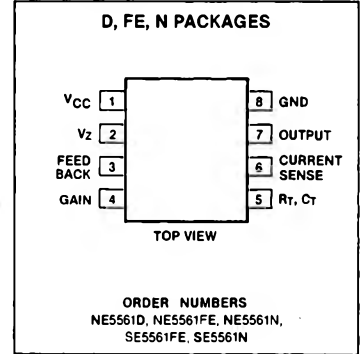 D, FE, N PACKAGES
VCC 1 8 GND
VZ 2 7 OUTPUT
FEED BACK 3 6 CURRENT SENSE
GAIN 4 5 RT, CT
TOP VIEW
ORDER NUMBERS
NE5561D, NE5561FE, NE5561N,
SE5561FE, SE5561N